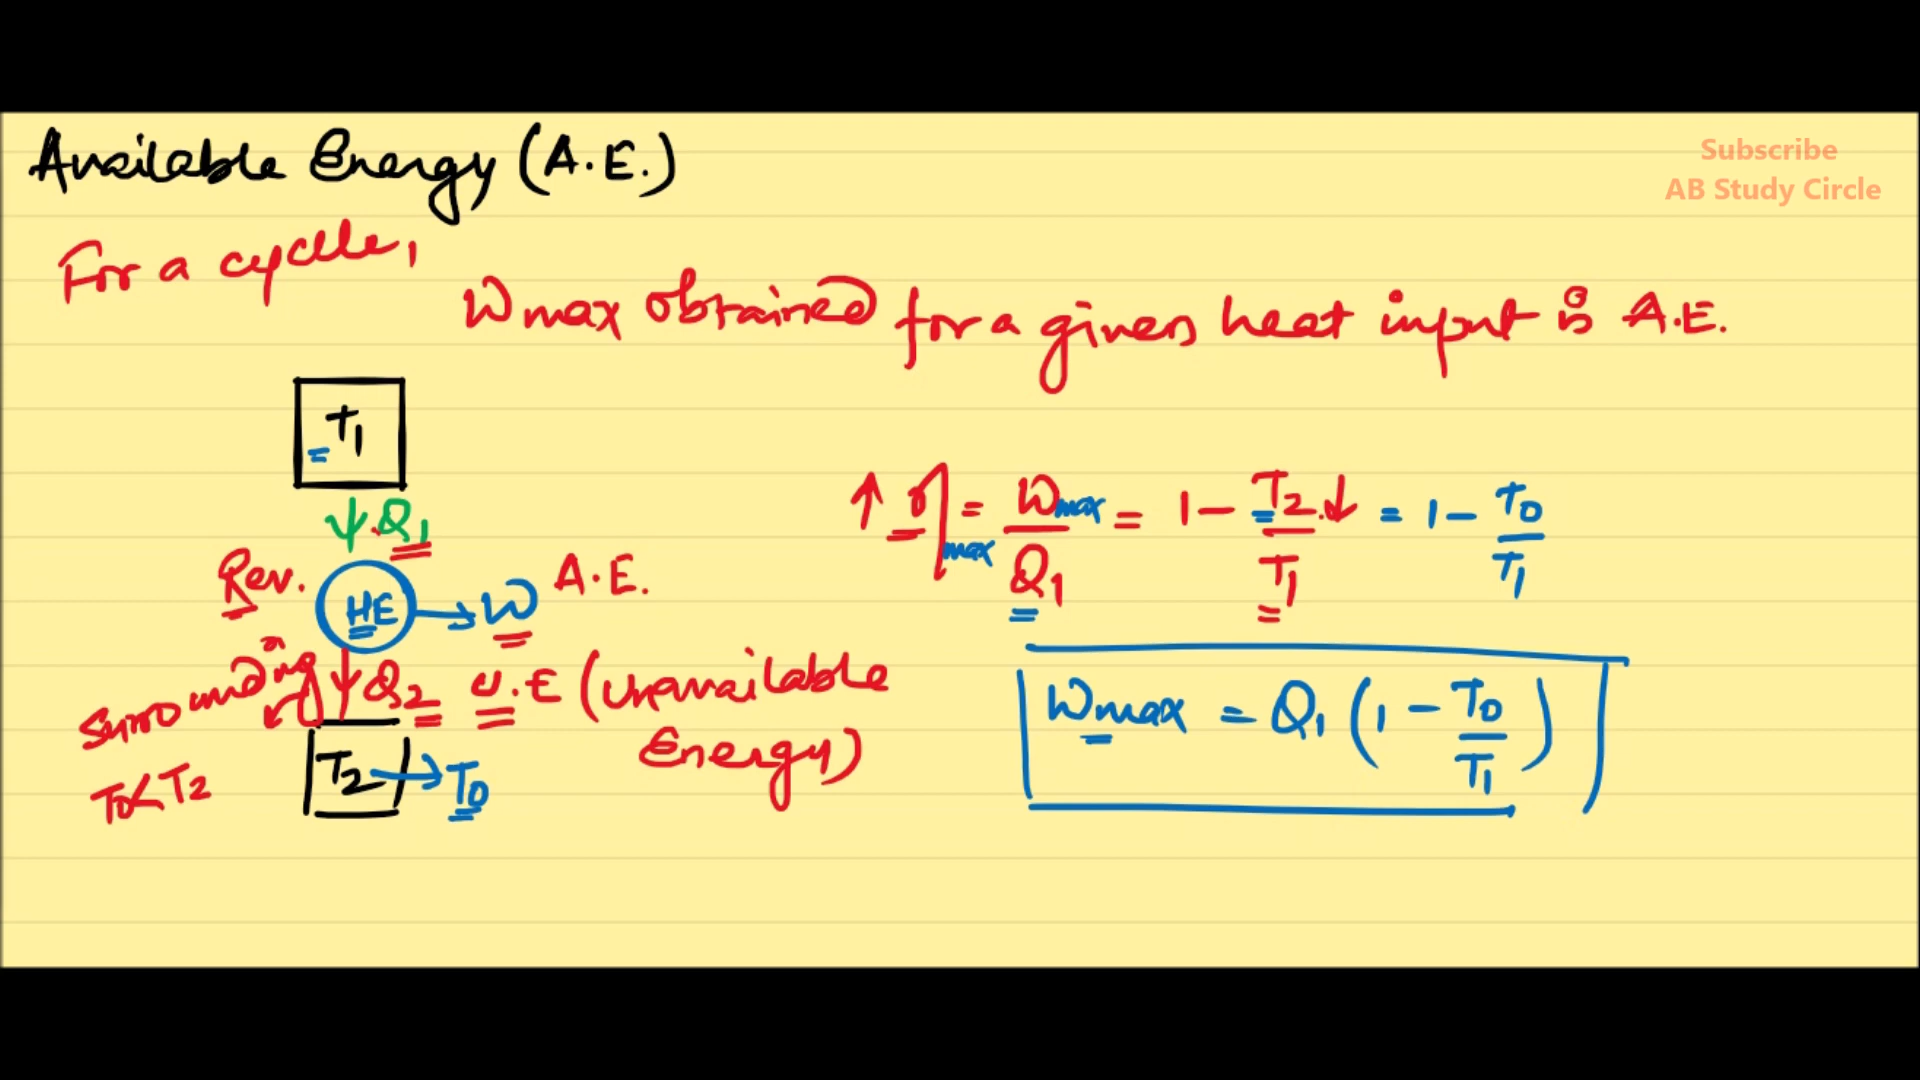 Available Energy (A.E.)
Subscribe
AB Study Circle
For a cycle,
Wmax obtained for a given heat input is A.E.
T1
Q1
Rev. HE → W A.E.
↑ η max = Wmax / Q1 = 1 - T2 ↓ / T1 = 1 - T0 / T1
surrounding
Q2 U.E (Unavailable
Energy)
T0 < T2
T2 → T0
Wmax = Q1 (1 - T0 / T1)